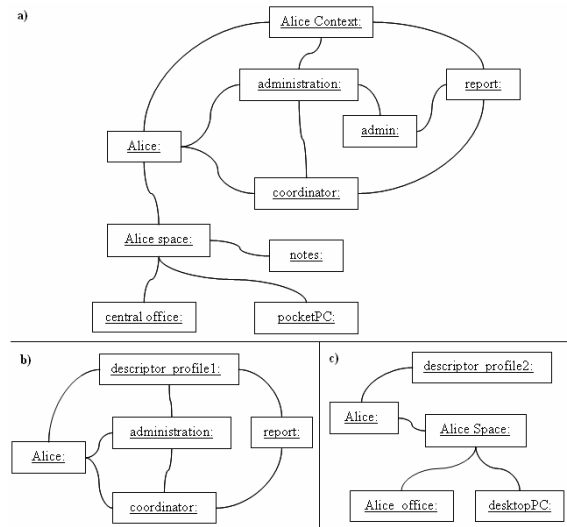 a)
Alice Context:
administration:
report:
admin:
Alice:
coordinator:
Alice space:
notes:
central office:
pocketPC:
b)
descriptor_profile1:
administration:
report:
Alice:
coordinator:
c)
descriptor_profile2:
Alice:
Alice Space:
Alice_office:
desktopPC: